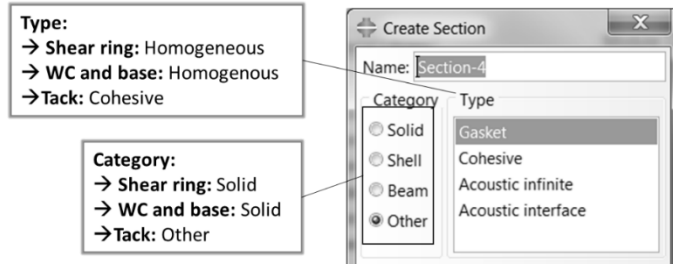 Type:
→ Shear ring: Homogeneous
→ WC and base: Homogenous
→Tack: Cohesive
Category:
→ Shear ring: Solid
→ WC and base: Solid
→Tack: Other
Create Section
X
Name: Section-4
Category
Type
Solid
Shell
Beam
Other
Gasket
Cohesive
Acoustic infinite
Acoustic interface